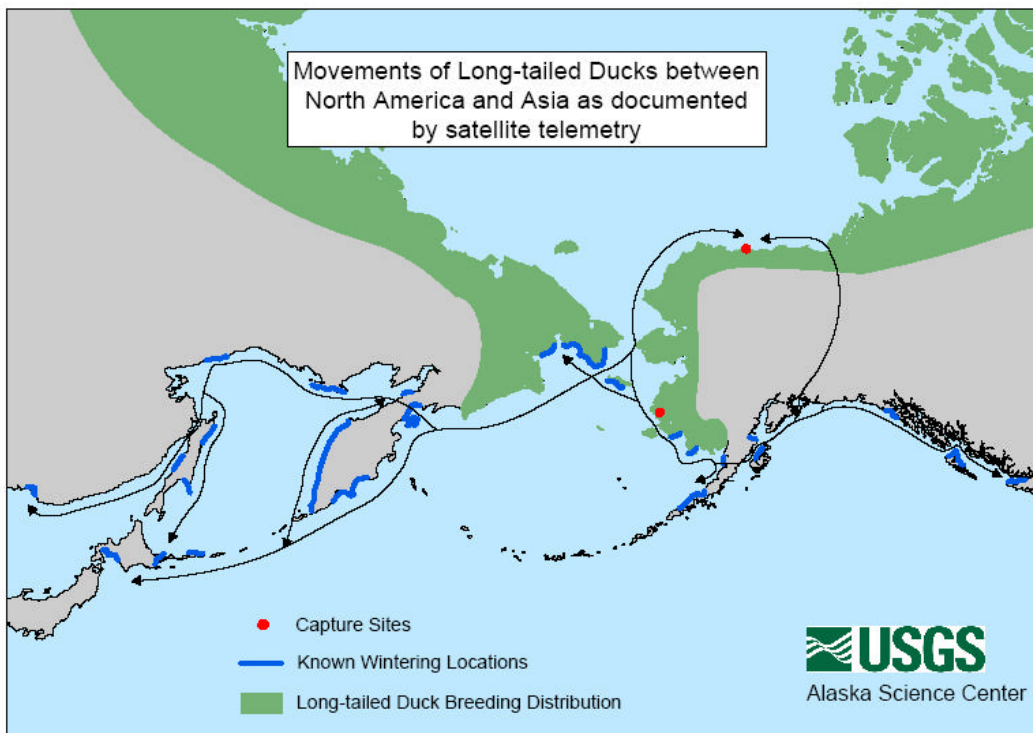 Movements of Long-tailed Ducks between
North America and Asia as documented
by satellite telemetry
Capture Sites
Known Wintering Locations
Long-tailed Duck Breeding Distribution
USGS
Alaska Science Center